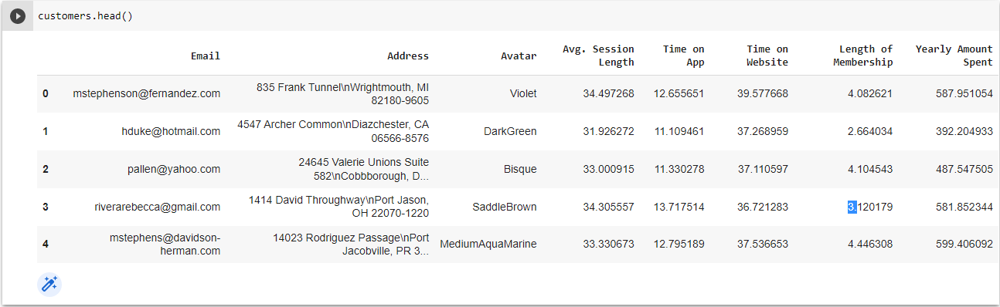 customers.head()
Email Address Avatar Avg. Session Length Time on App Time on Website Length of Membership Yearly Amount Spent
0 mstephenson@fernandez.com 835 Frank Tunnel\nWrightmouth, MI 82180-9605 Violet 34.497268 12.655651 39.577668 4.082621 587.951054
1 hduke@hotmail.com 4547 Archer Common\nDiazchester, CA 06566-8576 DarkGreen 31.926272 11.109461 37.268959 2.664034 392.204933
2 pallen@yahoo.com 24645 Valerie Unions Suite 582\nCobbborough, D... Bisque 33.000915 11.330278 37.110597 4.104543 487.547505
3 riverarebecca@gmail.com 1414 David Throughway\nPort Jason, OH 22070-1220 SaddleBrown 34.305557 13.717514 36.721283 3.120179 581.852344
4 mstephens@davidson-herman.com 14023 Rodriguez Passage\nPort Jacobville, PR 3... MediumAquaMarine 33.330673 12.795189 37.536653 4.446308 599.406092